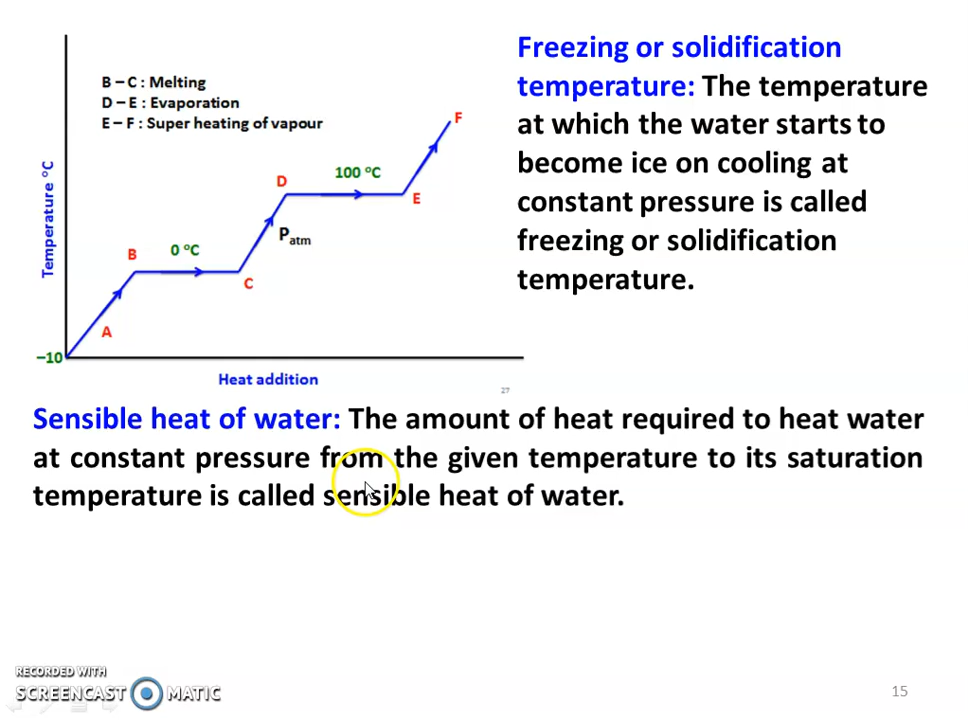 B – C : Melting
D – E : Evaporation
E – F : Super heating of vapour
F
100 °C
D
E
Temperature °C
P atm
B
0 °C
C
A
–10
Heat addition
27
Freezing or solidification
temperature: The temperature
at which the water starts to
become ice on cooling at
constant pressure is called
freezing or solidification
temperature.
Sensible heat of water: The amount of heat required to heat water
at constant pressure from the given temperature to its saturation
temperature is called sensible heat of water.
RECORDED WITH
SCREENCAST MATIC
15